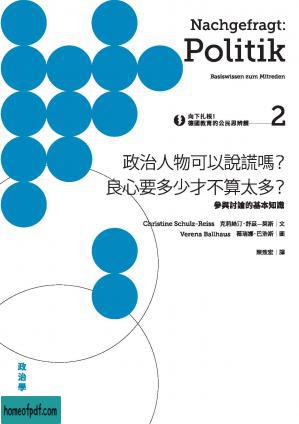 Nachgefragt:
Politik
Basiswissen zum Mitreden
向下扎根!
德國教育的公民思辨課
2
政治人物可以說謊嗎?
良心要多少才不算太多?
參與討論的基本知識
Christine Schulz-Reiss 克莉絲汀・舒茲—萊斯|文
Verena Ballhaus 薇瑞娜・巴浩斯|圖
陳致宏|譯
政治學
homeofpdf.com